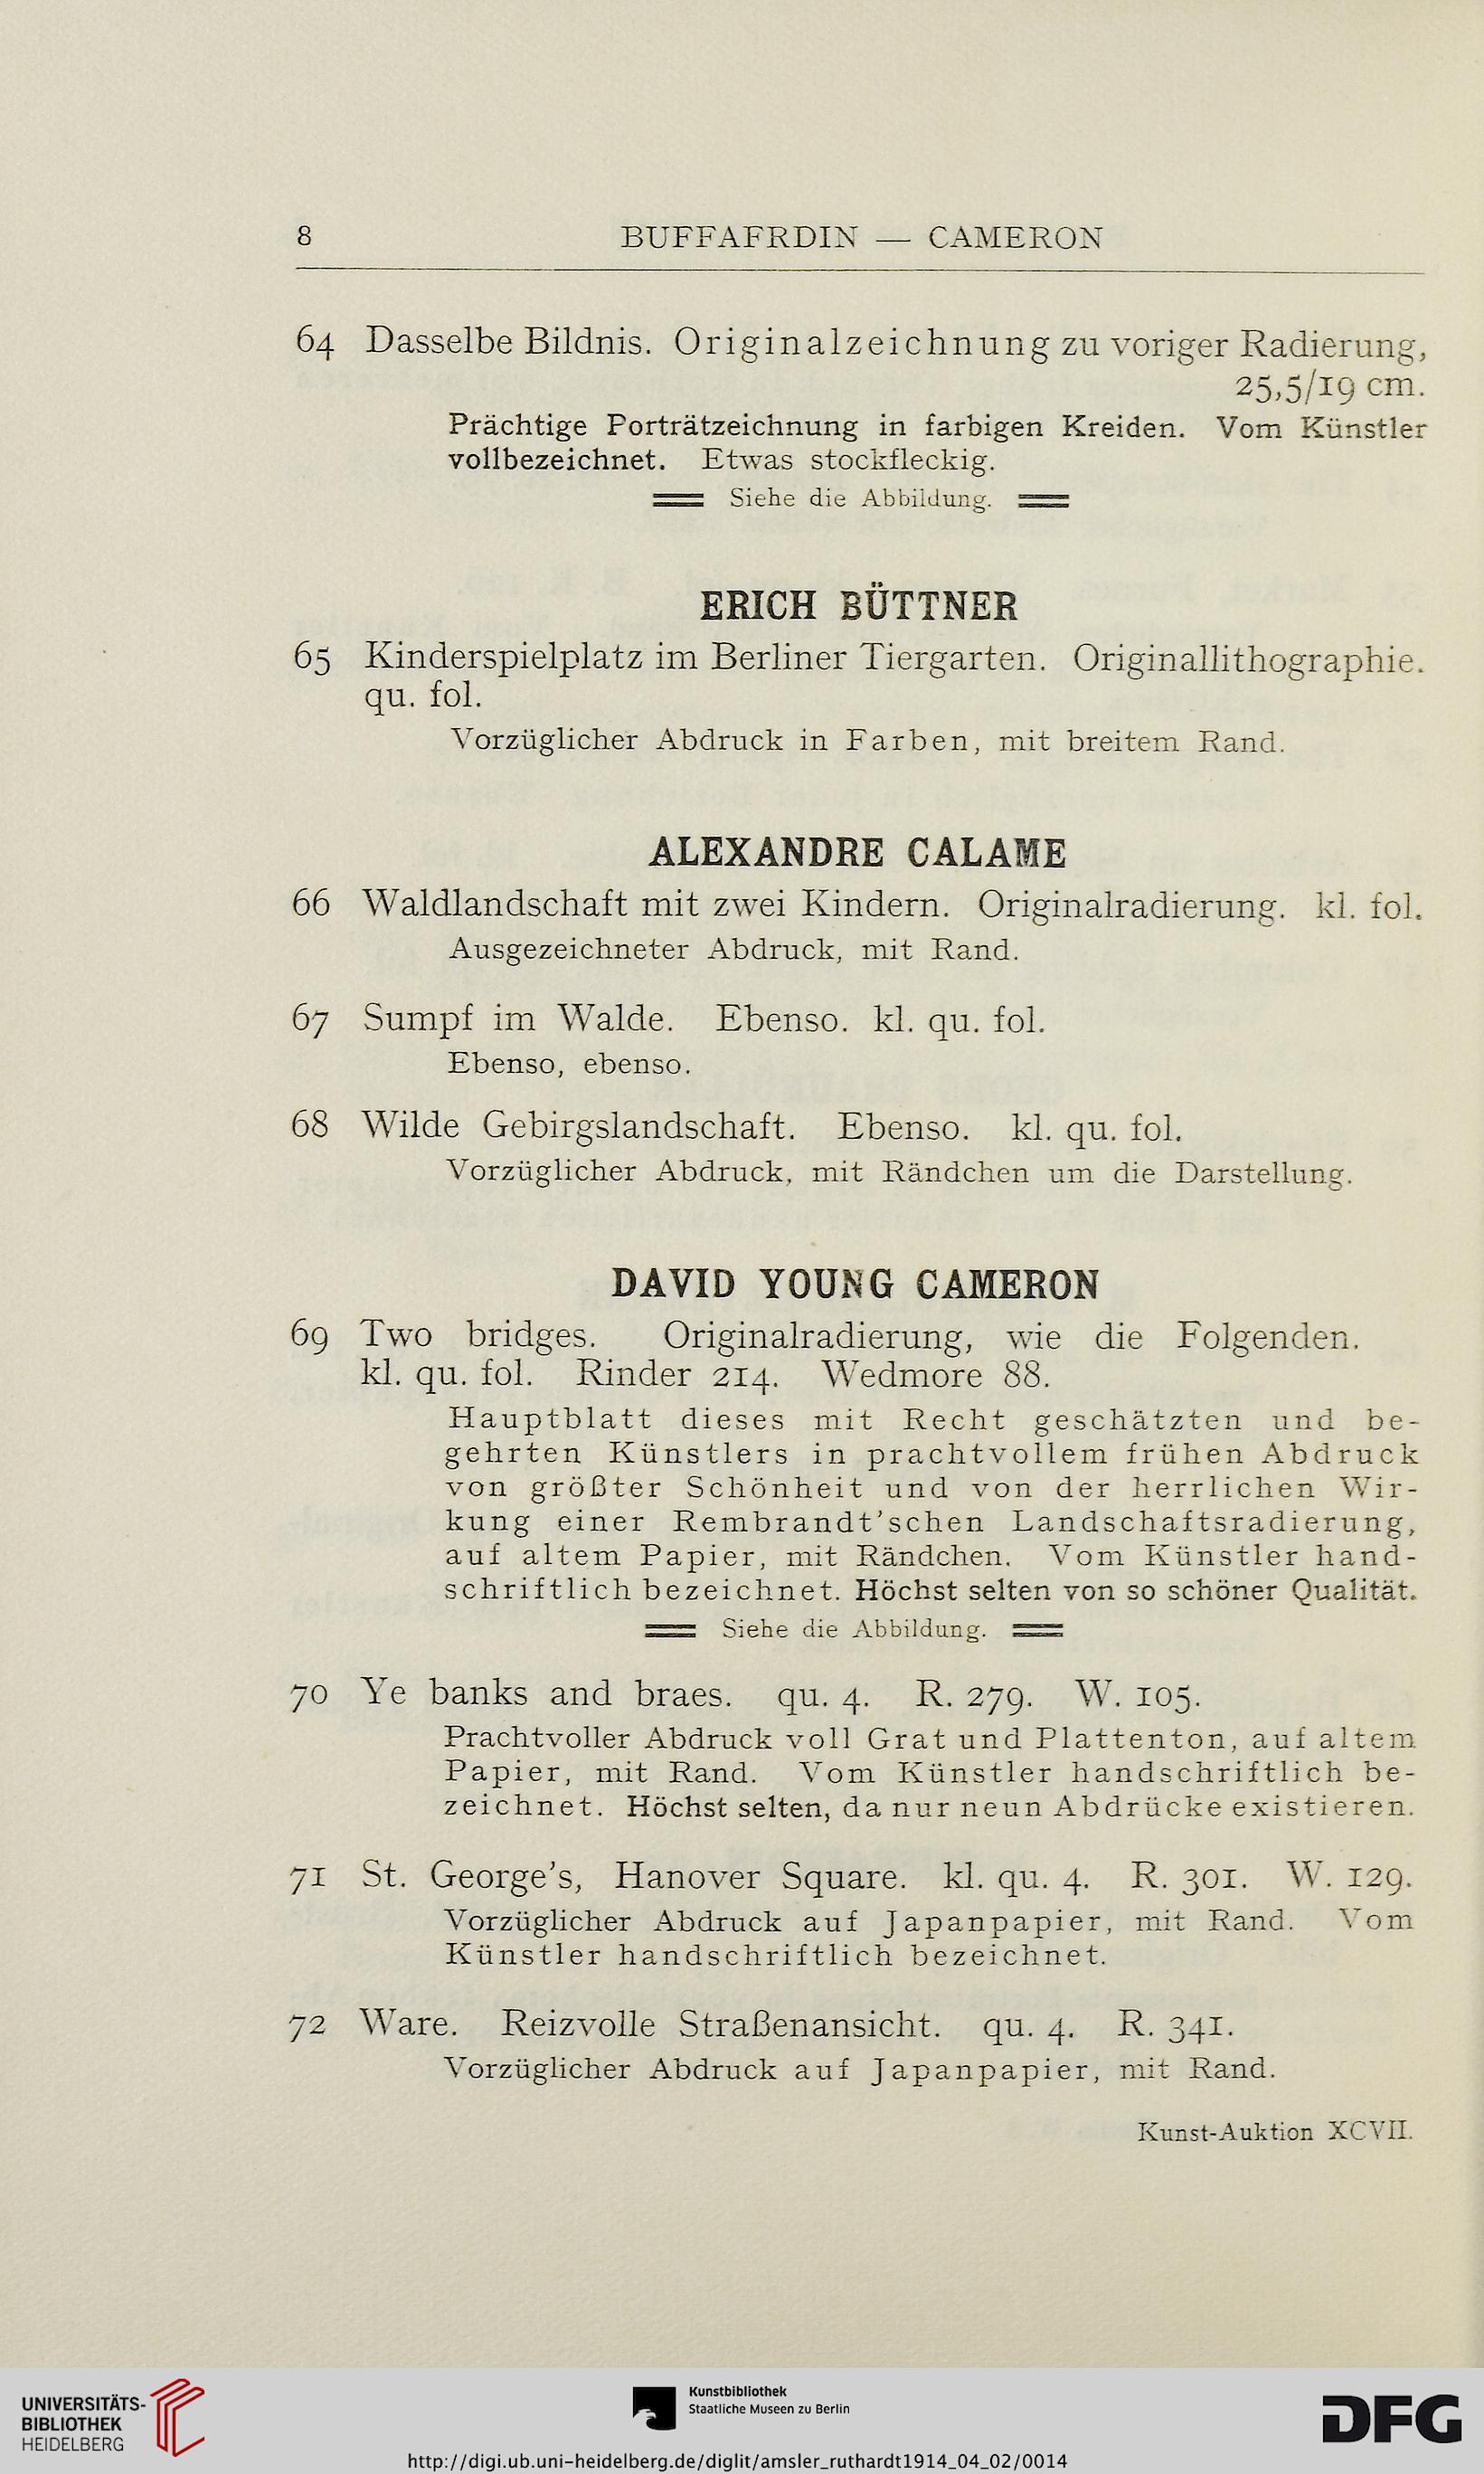 8 BUFFAFRDIN — CAMERON
64 Dasselbe Bildnis. Originalzeichnung zu voriger Radierung,
25,5/19 cm.
Prächtige Porträtzeichnung in farbigen Kreiden. Vom Künstler
vollbezeichnet. Etwas stockfleckig.
Siehe die Abbildung.
ERICH BÜTTNER
65 Kinderspielplatz im Berliner Tiergarten. Originallithographie.
qu. fol.
Vorzüglicher Abdruck in Farben, mit breitem Rand.
ALEXANDRE CALAME
66 Waldlandschaft mit zwei Kindern. Originalradierung. kl. fol.
Ausgezeichneter Abdruck, mit Rand.
67 Sumpf im Walde. Ebenso. kl. qu. fol.
Ebenso, ebenso.
68 Wilde Gebirgslandschaft. Ebenso. kl. qu. fol.
Vorzüglicher Abdruck, mit Rändchen um die Darstellung.
DAVID YOUNG CAMERON
69 Two bridges. Originalradierung, wie die Folgenden.
kl. qu. fol. Rinder 214. Wedmore 88.
Hauptblatt dieses mit Recht geschätzten und be-
gehrten Künstlers in prachtvollem frühen Abdruck
von größter Schönheit und von der herrlichen Wir-
kung einer Rembrandt'schen Landschaftsradierung,
auf altem Papier, mit Rändchen. Vom Künstler hand-
schriftlich bezeichnet. Höchst selten von so schöner Qualität.
Siehe die Abbildung.
70 Ye banks and braes. qu. 4. R. 279. W. 105.
Prachtvoller Abdruck voll Grat und Plattenton, auf altem
Papier, mit Rand. Vom Künstler handschriftlich be-
zeichnet. Höchst selten, da nur neun Abdrücke existieren.
71 St. George's, Hanover Square. kl. qu. 4. R. 301. W. 129.
Vorzüglicher Abdruck auf Japanpapier, mit Rand. Vom
Künstler handschriftlich bezeichnet.
72 Ware. Reizvolle Straßenansicht. qu. 4. R. 341.
Vorzüglicher Abdruck auf Japanpapier, mit Rand.
Kunst-Auktion XCVII.
UNIVERSITÄTS-
BIBLIOTHEK
HEIDELBERG
Kunstbibliothek
Staatliche Museen zu Berlin
DFG
http://digi.ub.uni-heidelberg.de/diglit/amsler_ruthardt1914_04_02/0014